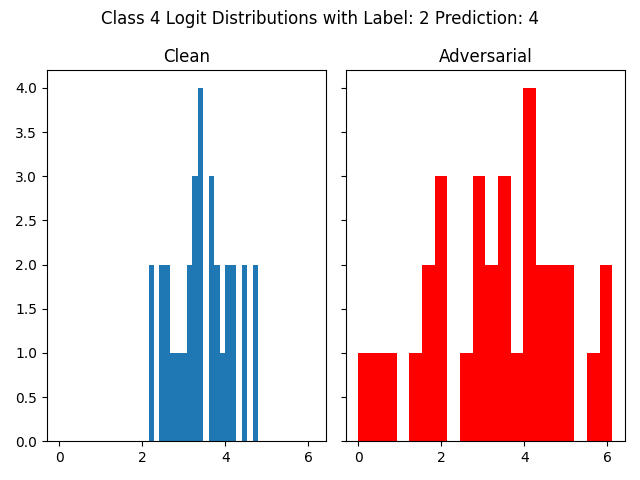 Class 4 Logit Distributions with Label: 2 Prediction: 4
Clean
Adversarial
4.0
3.5
3.0
2.5
2.0
1.5
1.0
0.5
0.0
0 2 4 6
0 2 4 6